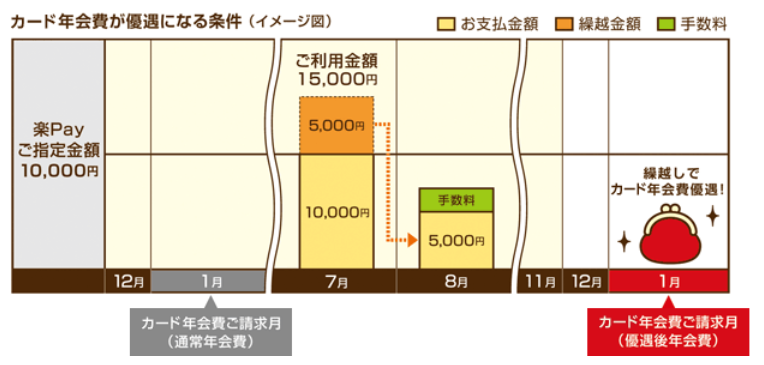 カード年会費が優遇になる条件（イメージ図）
お支払金額
繰越金額
手数料
楽Pay
ご指定金額
10,000円
ご利用金額
15,000円
5,000円
10,000円
手数料
5,000円
繰越しで
カード年会費優遇!
12月
1月
7月
8月
11月
12月
1月
カード年会費ご請求月
（通常年会費）
カード年会費ご請求月
（優遇後年会費）